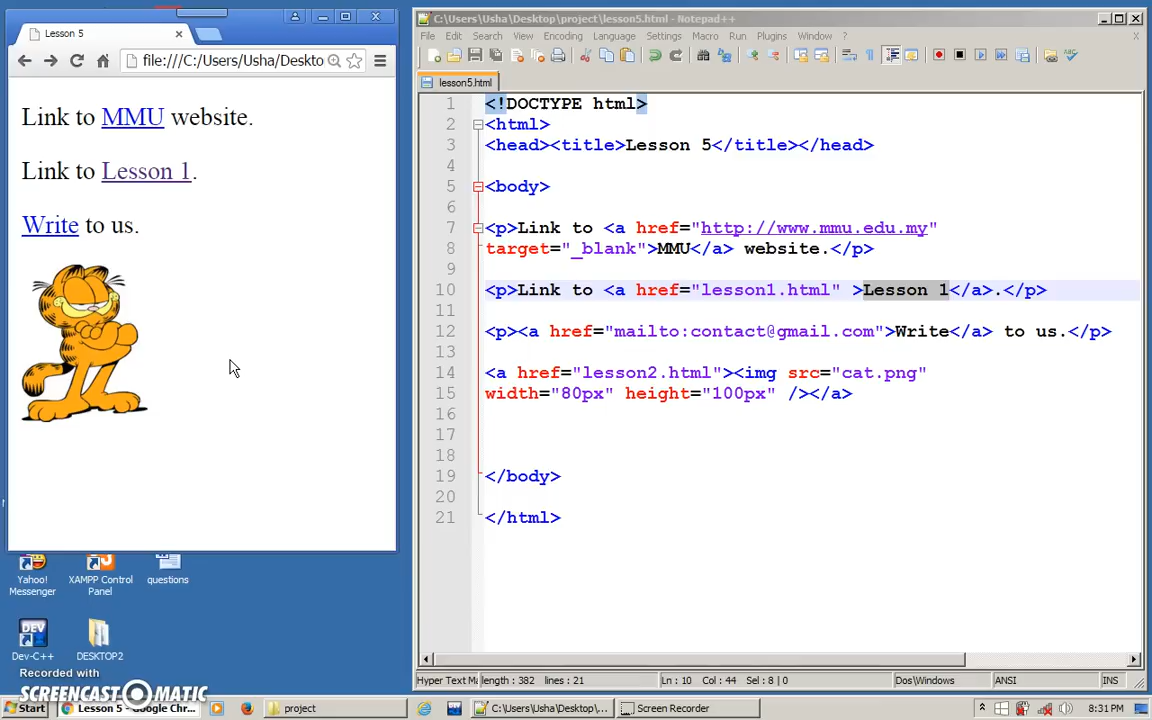 Lesson 5
file:///C:/Users/Usha/Deskto
Link to MMU website.
Link to Lesson 1.
Write to us.
Yahoo! Messenger
XAMPP Control Panel
questions
Dev-C++
DESKTOP2
Recorded with
SCREENCAST-O-MATIC
C:\Users\Usha\Desktop\project\lesson5.html - Notepad++
File Edit Search View Encoding Language Settings Macro Run Plugins Window ?
X
lesson5.html
1 <!DOCTYPE html>
2 <html>
3 <head><title>Lesson 5</title></head>
4
5 <body>
6
7 <p>Link to <a href="http://www.mmu.edu.my"
8 target="_blank">MMU</a> website.</p>
9
10 <p>Link to <a href="lesson1.html" >Lesson 1</a>.</p>
11
12 <p><a href="mailto:contact@gmail.com">Write</a> to us.</p>
13
14 <a href="lesson2.html"><img src="cat.png"
15 width="80px" height="100px" /></a>
16
17
18
19 </body>
20
21 </html>
Hyper Text M length : 382 lines : 21 Ln : 10 Col : 44 Sel : 8 | 0 Dos\Windows ANSI INS
Start
Lesson 5 - Google Chr...
project
C:\Users\Usha\Desktop\...
Screen Recorder
8:31 PM